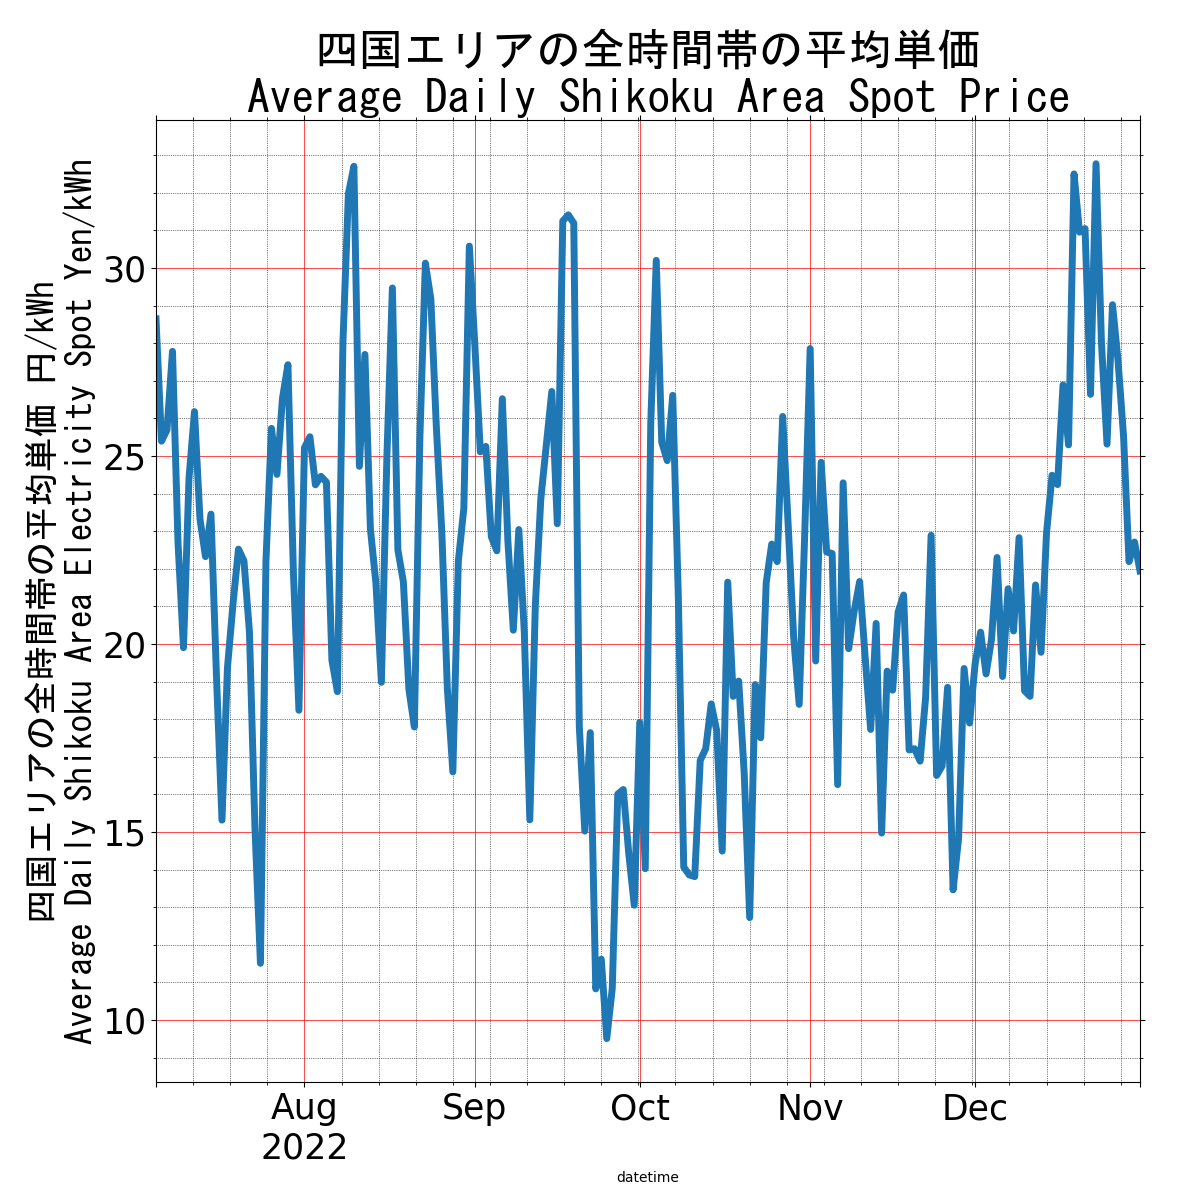 四国エリアの全時間帯の平均単価
Average Daily Shikoku Area Spot Price
四国エリアの全時間帯の平均単価 円/kWh
Average Daily Shikoku Area Electricity Spot Yen/kWh
30
25
20
15
10
Aug Sep Oct Nov Dec
2022
datetime